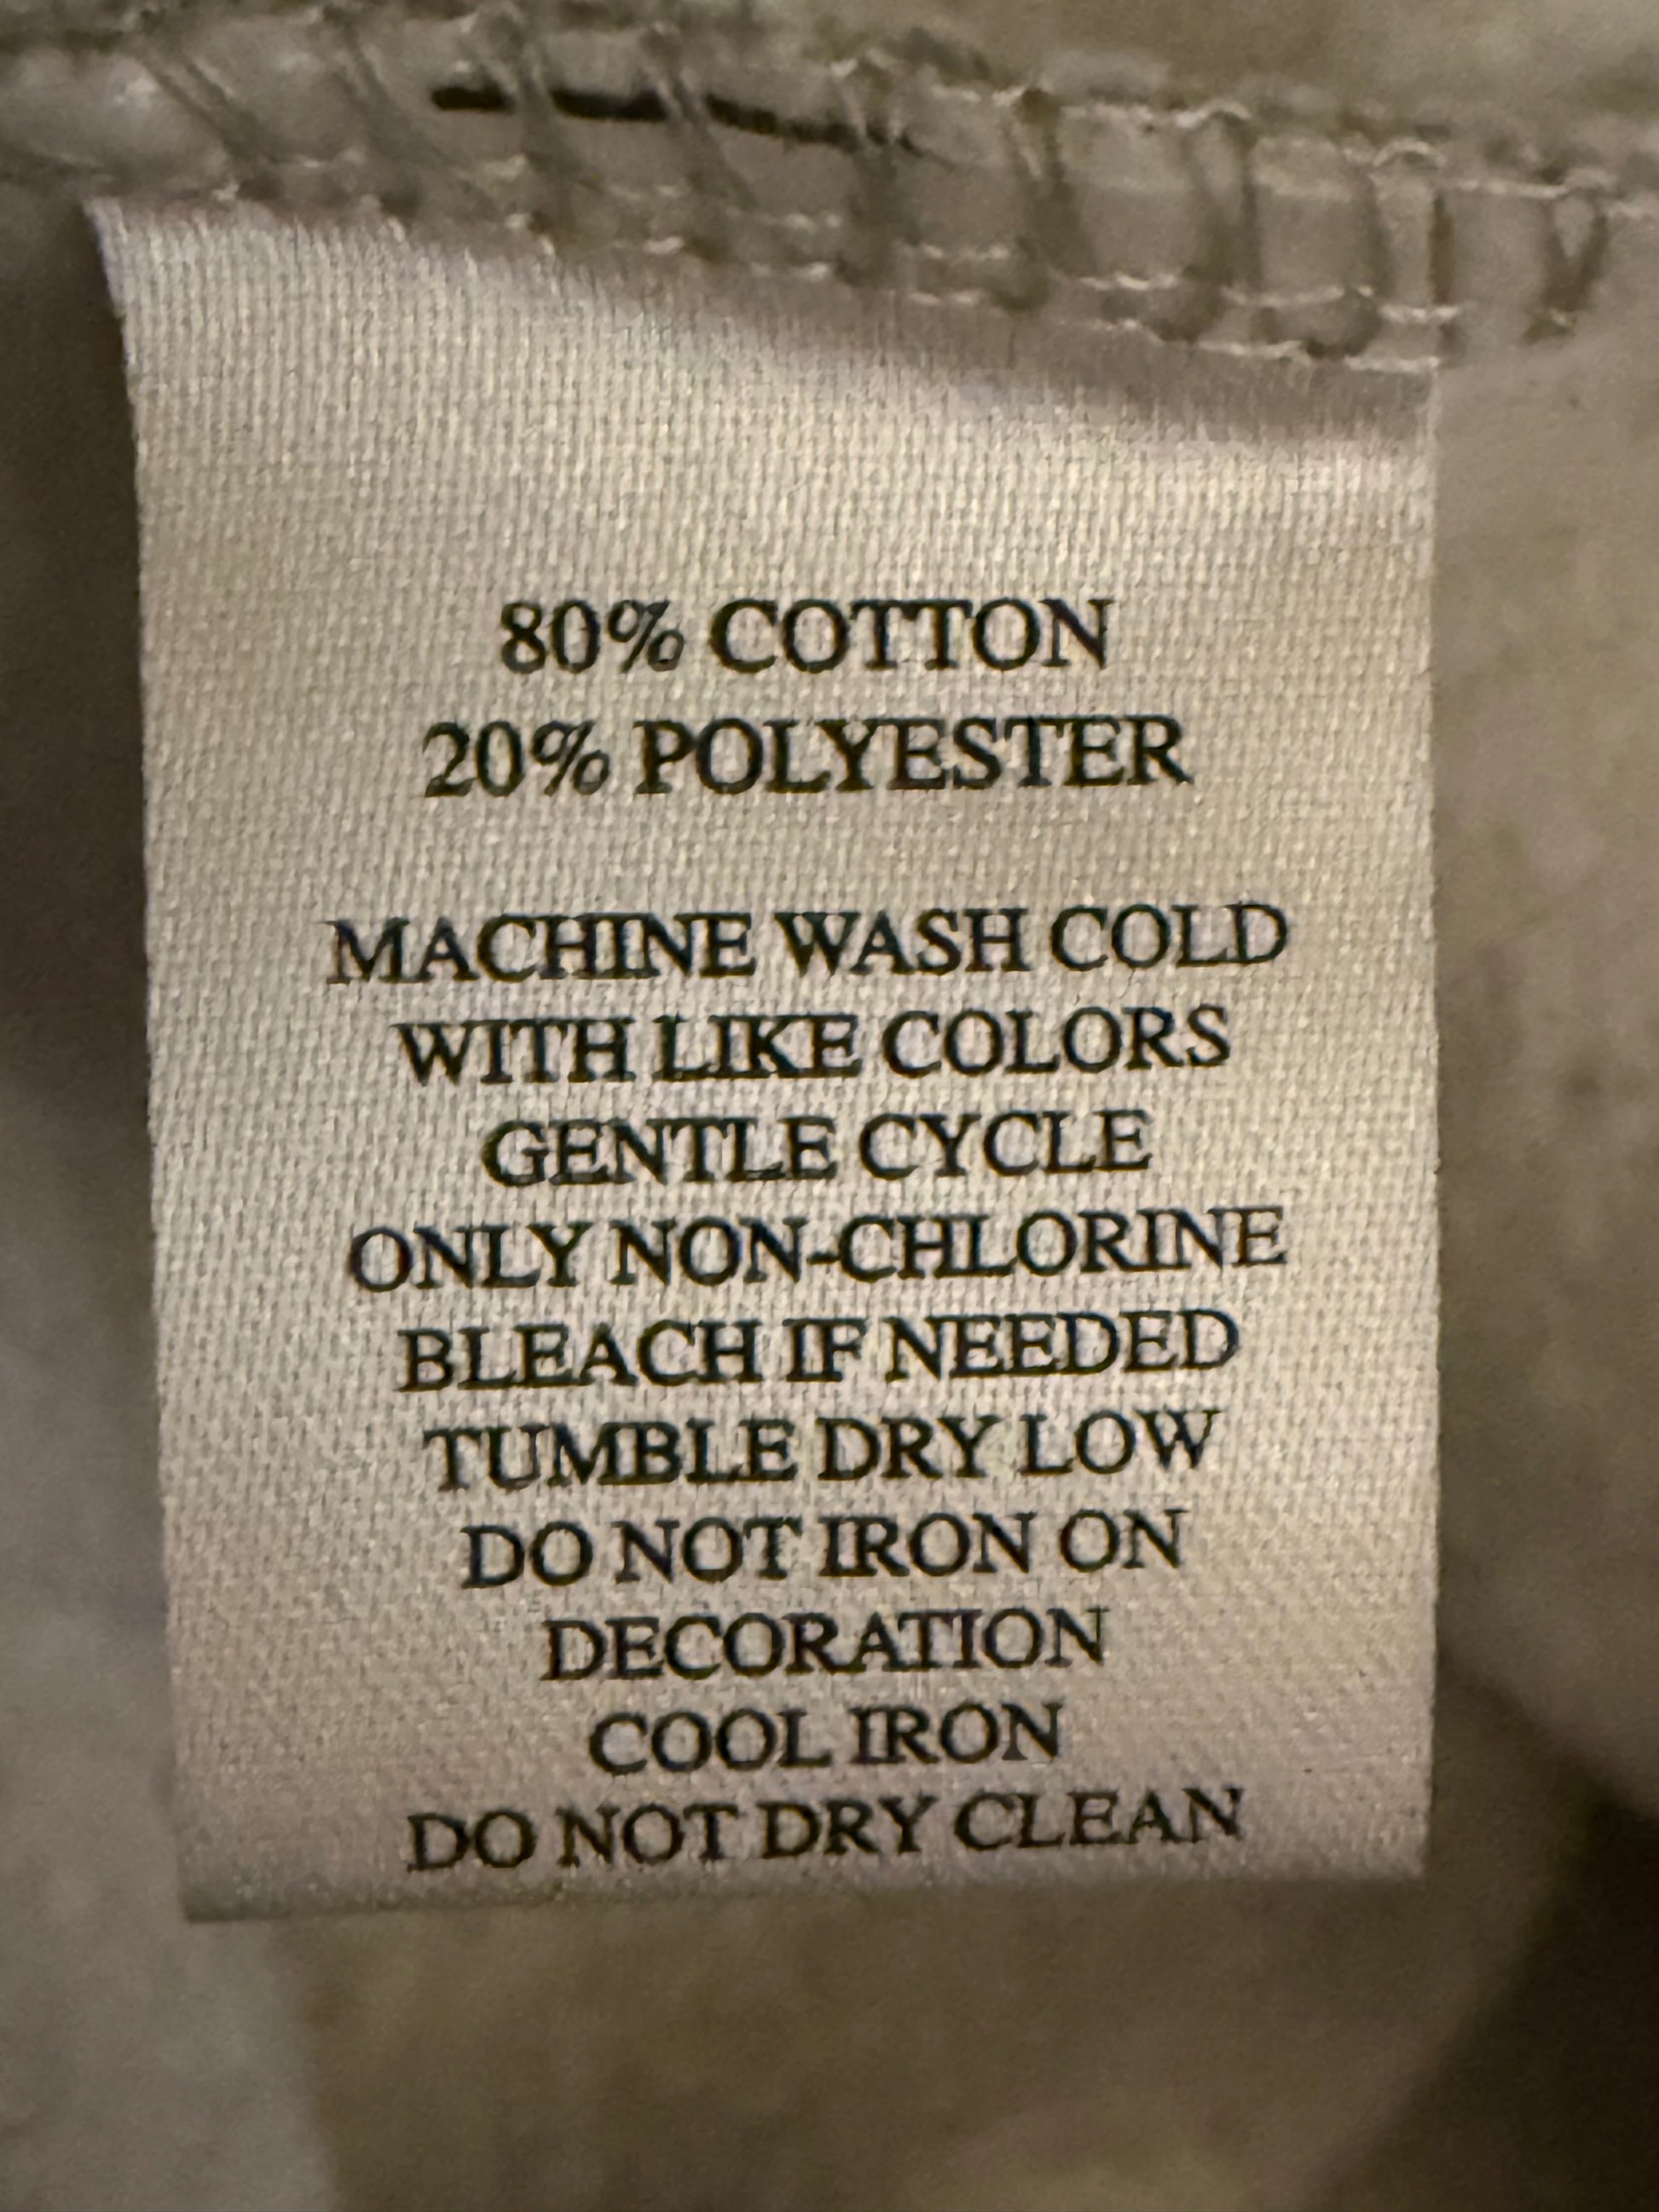 80% COTTON
20% POLYESTER
MACHINE WASH COLD
WITH LIKE COLORS
GENTLE CYCLE
ONLY NON-CHLORINE
BLEACH IF NEEDED
TUMBLE DRY LOW
DO NOT IRON ON
DECORATION
COOL IRON
DO NOT DRY CLEAN